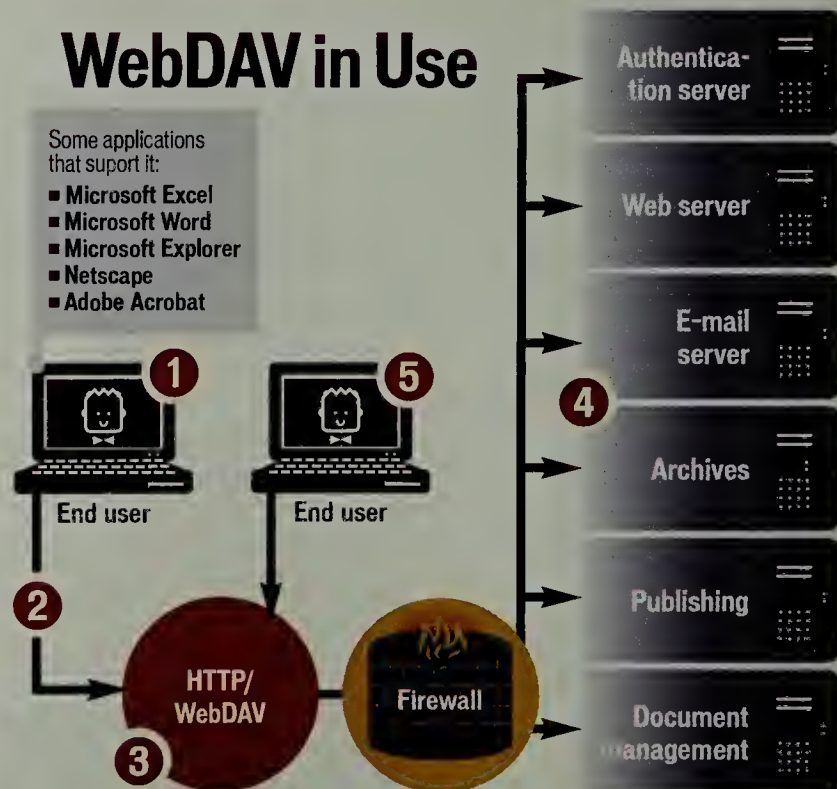 WebDAV in Use
Some applications
that suport it:
■ Microsoft Excel
■ Microsoft Word
■ Microsoft Explorer
■ Netscape
■ Adobe Acrobat
1
5
End user
End user
2
HTTP/
WebDAV
3
Firewall
4
Authentica-
tion server
Web server
E-mail
server
Archives
Publishing
Document
management